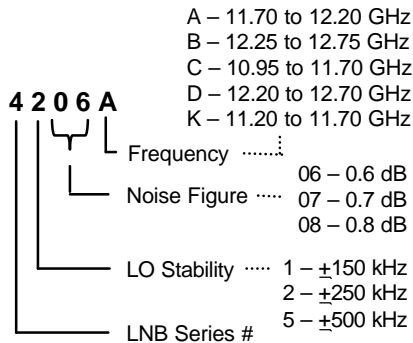 A – 11.70 to 12.20 GHz
B – 12.25 to 12.75 GHz
C – 10.95 to 11.70 GHz
D – 12.20 to 12.70 GHz
K – 11.20 to 11.70 GHz
4 2 0 6 A
Frequency ........
06 – 0.6 dB
Noise Figure .....
07 – 0.7 dB
08 – 0.8 dB
LO Stability ..... 1 – ±150 kHz
2 – ±250 kHz
5 – ±500 kHz
LNB Series #